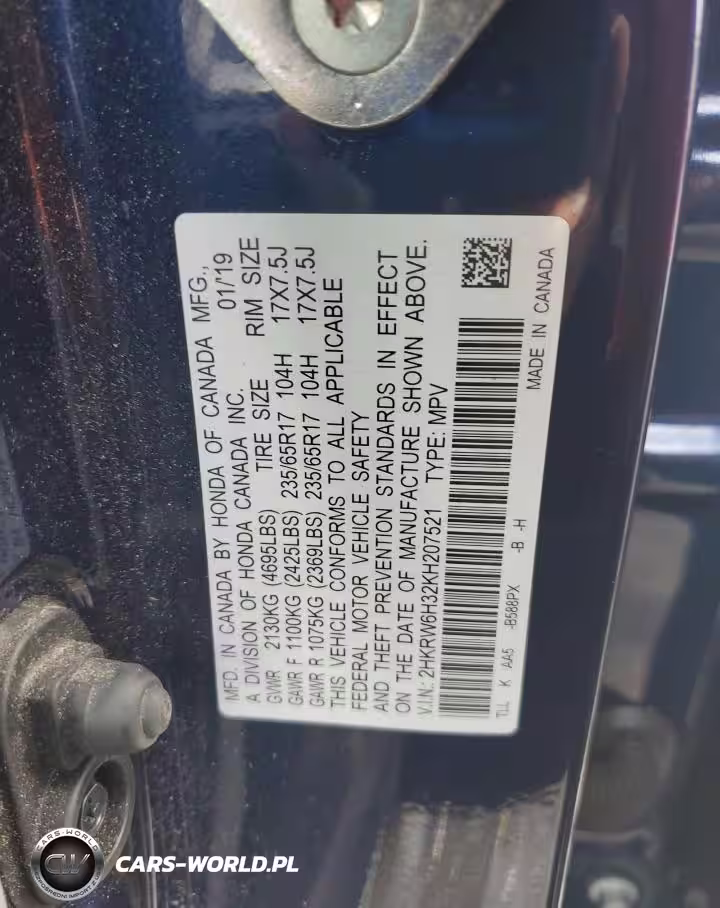 MFD. IN CANADA BY HONDA OF CANADA MFG.,
A DIVISION OF HONDA CANADA INC. 01/'19
GVWR 2130KG (4695LBS) TIRE SIZE RIM SIZE
GAWR F 1100KG (2425LBS) 235/65R17 104H 17X7.5J
GAWR R 1075KG (2369LBS) 235/65R17 104H 17X7.5J
THIS VEHICLE CONFORMS TO ALL APPLICABLE
FEDERAL MOTOR VEHICLE SAFETY
AND THEFT PREVENTION STANDARDS IN EFFECT
ON THE DATE OF MANUFACTURE SHOWN ABOVE.
V.I.N.: 2HKRW6H32KH207521 TYPE: MPV
TLL K AA5 -B588PX -B -H
MADE IN CANADA
CARS-WORLD
CW
CARS-WORLD.PL